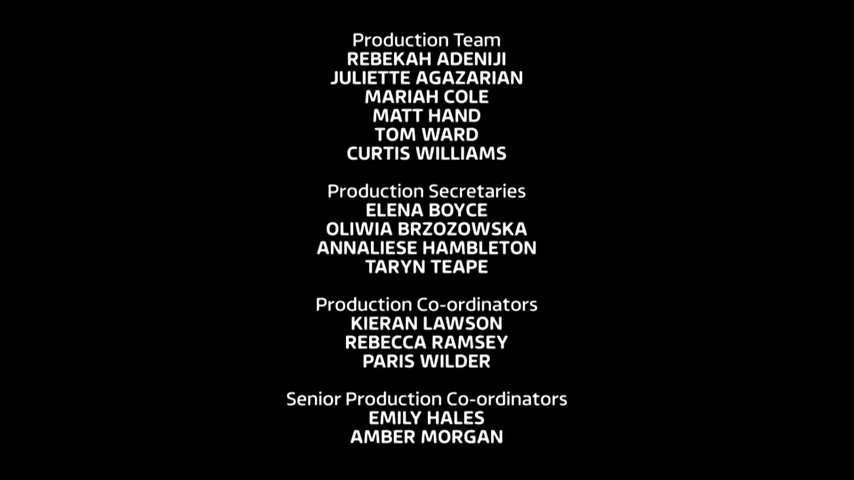 Production Team
REBEKAH ADENIJI
JULIETTE AGAZARIAN
MARIAH COLE
MATT HAND
TOM WARD
CURTIS WILLIAMS
Production Secretaries
ELENA BOYCE
OLIWIA BRZOZOWSKA
ANNALIESE HAMBLETON
TARYN TEAPE
Production Co-ordinators
KIERAN LAWSON
REBECCA RAMSEY
PARIS WILDER
Senior Production Co-ordinators
EMILY HALES
AMBER MORGAN